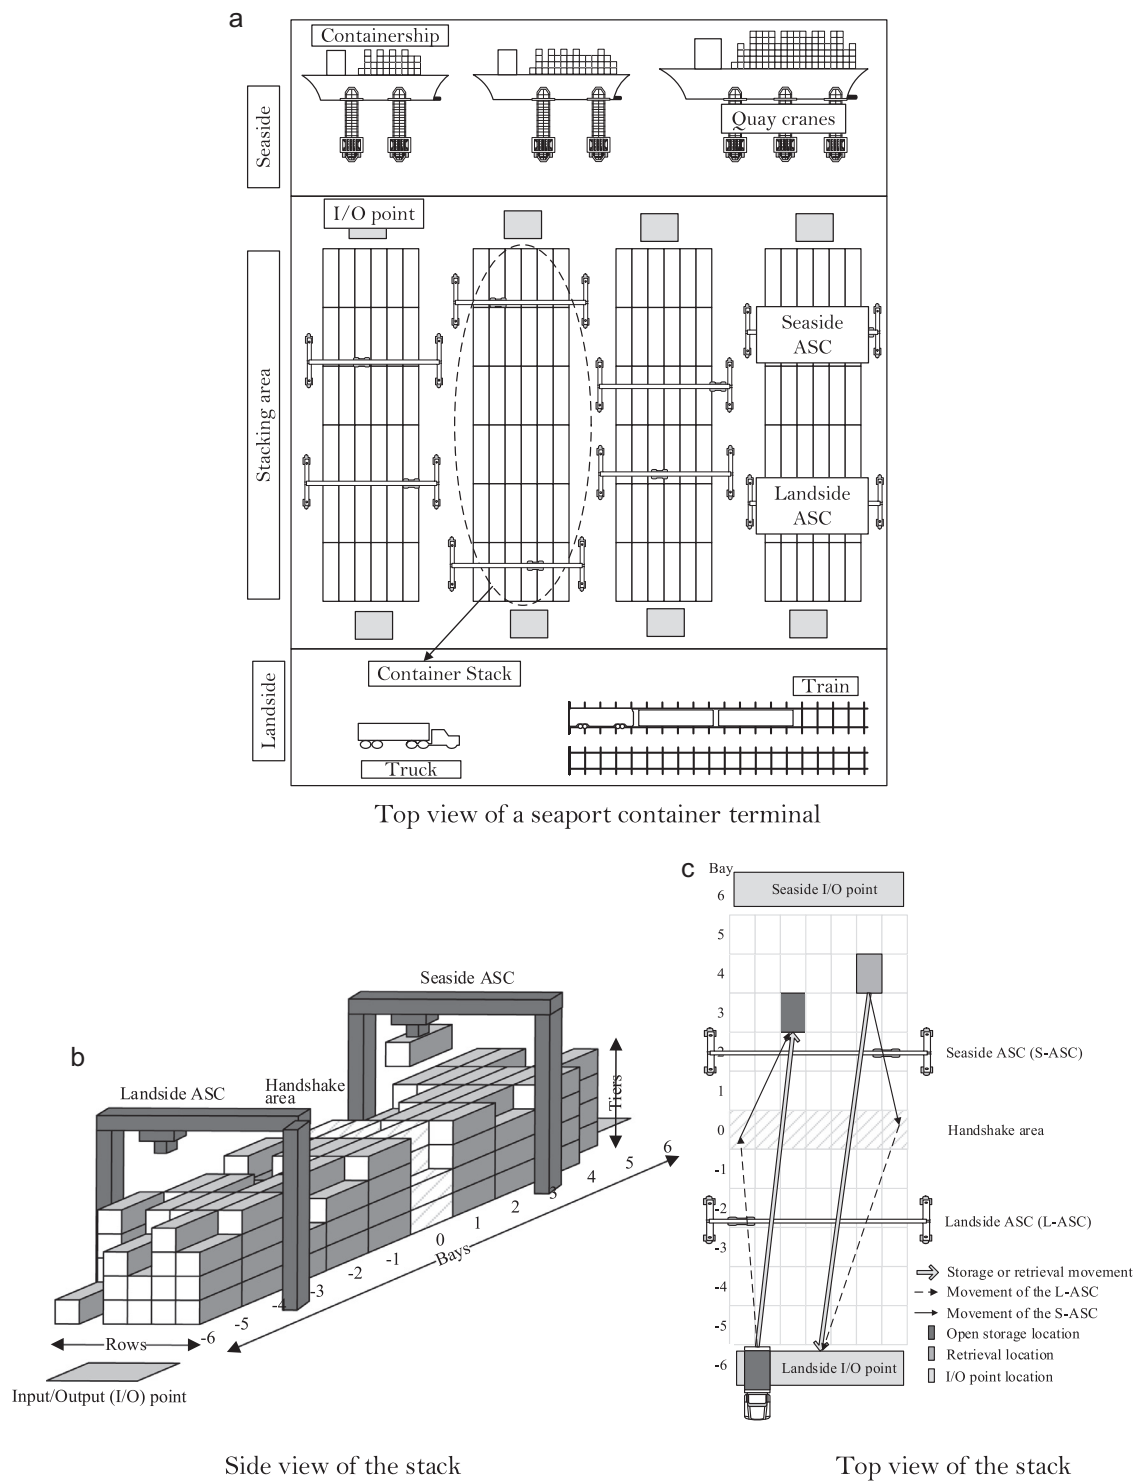 a
Containership
Quay cranes
Seaside
I/O point
Stacking area
Seaside
ASC
Landside
ASC
Container Stack
Landside
Train
Truck
Top view of a seaport container terminal
b
Seaside ASC
Landside ASC
Handshake
area
Tiers
6
5
4
3
2
1
0
-1
-2
-3
-4
-5
-6
Bays
Rows
Input/Output (I/O) point
Side view of the stack
c
Bay
6
Seaside I/O point
5
4
3
2
Seaside ASC (S-ASC)
1
0
Handshake area
-1
-2
Landside ASC (L-ASC)
-3
-4
-5
-6
Landside I/O point
Storage or retrieval movement
Movement of the L-ASC
Movement of the S-ASC
Open storage location
Retrieval location
I/O point location
Top view of the stack